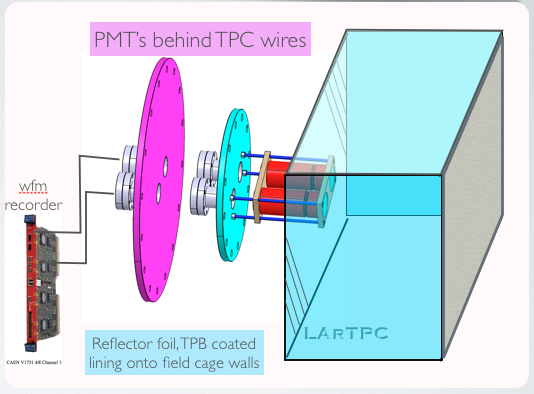 PMT's behind TPC wires
wfm
recorder
LArTPC
Reflector foil, TPB coated
lining onto field cage walls
CAEN V1751 4/8 Channel 1